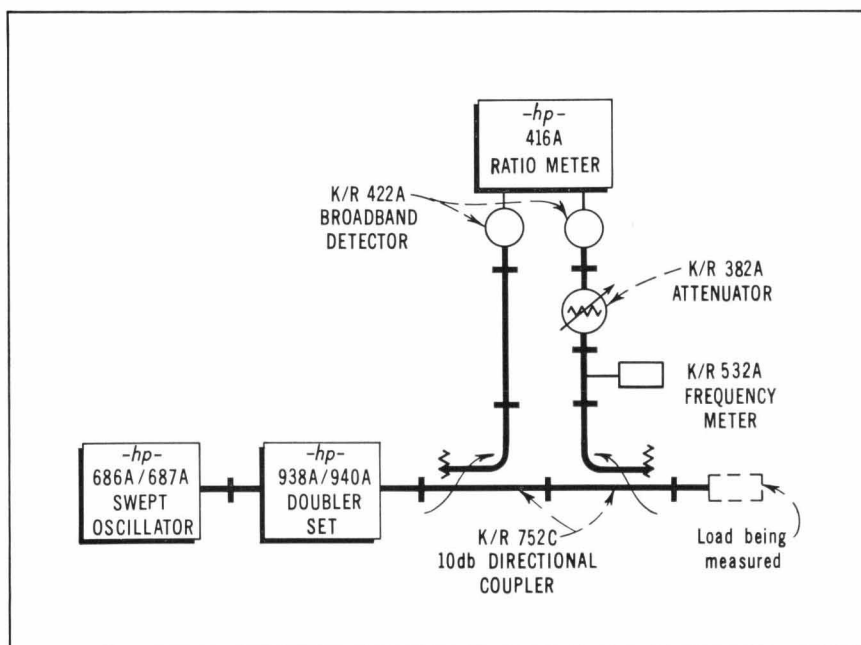 -hp-
416A
RATIO METER
K/R 422A
BROADBAND
DETECTOR
K/R 382A
ATTENUATOR
K/R 532A
FREQUENCY
METER
-hp-
686A/687A
SWEPT
OSCILLATOR
-hp-
938A/940A
DOUBLER
SET
K/R 752C
10db DIRECTIONAL
COUPLER
Load being
measured